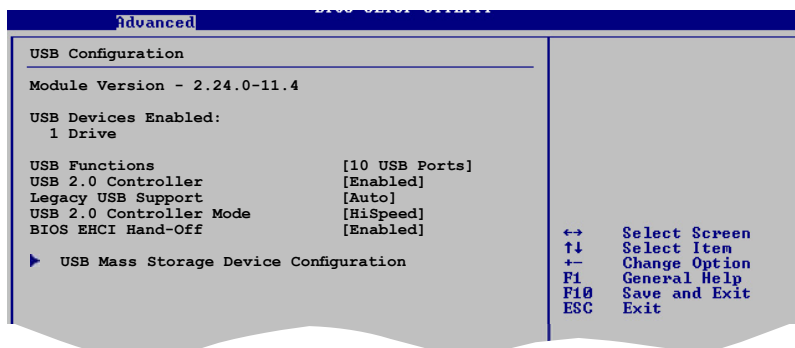 Advanced
USB Configuration
Module Version - 2.24.0-11.4
USB Devices Enabled:
1 Drive
USB Functions [10 USB Ports]
USB 2.0 Controller [Enabled]
Legacy USB Support [Auto]
USB 2.0 Controller Mode [HiSpeed]
BIOS EHCI Hand-Off [Enabled]
USB Mass Storage Device Configuration
←→ Select Screen
↑↓ Select Item
+- Change Option
F1 General Help
F10 Save and Exit
ESC Exit